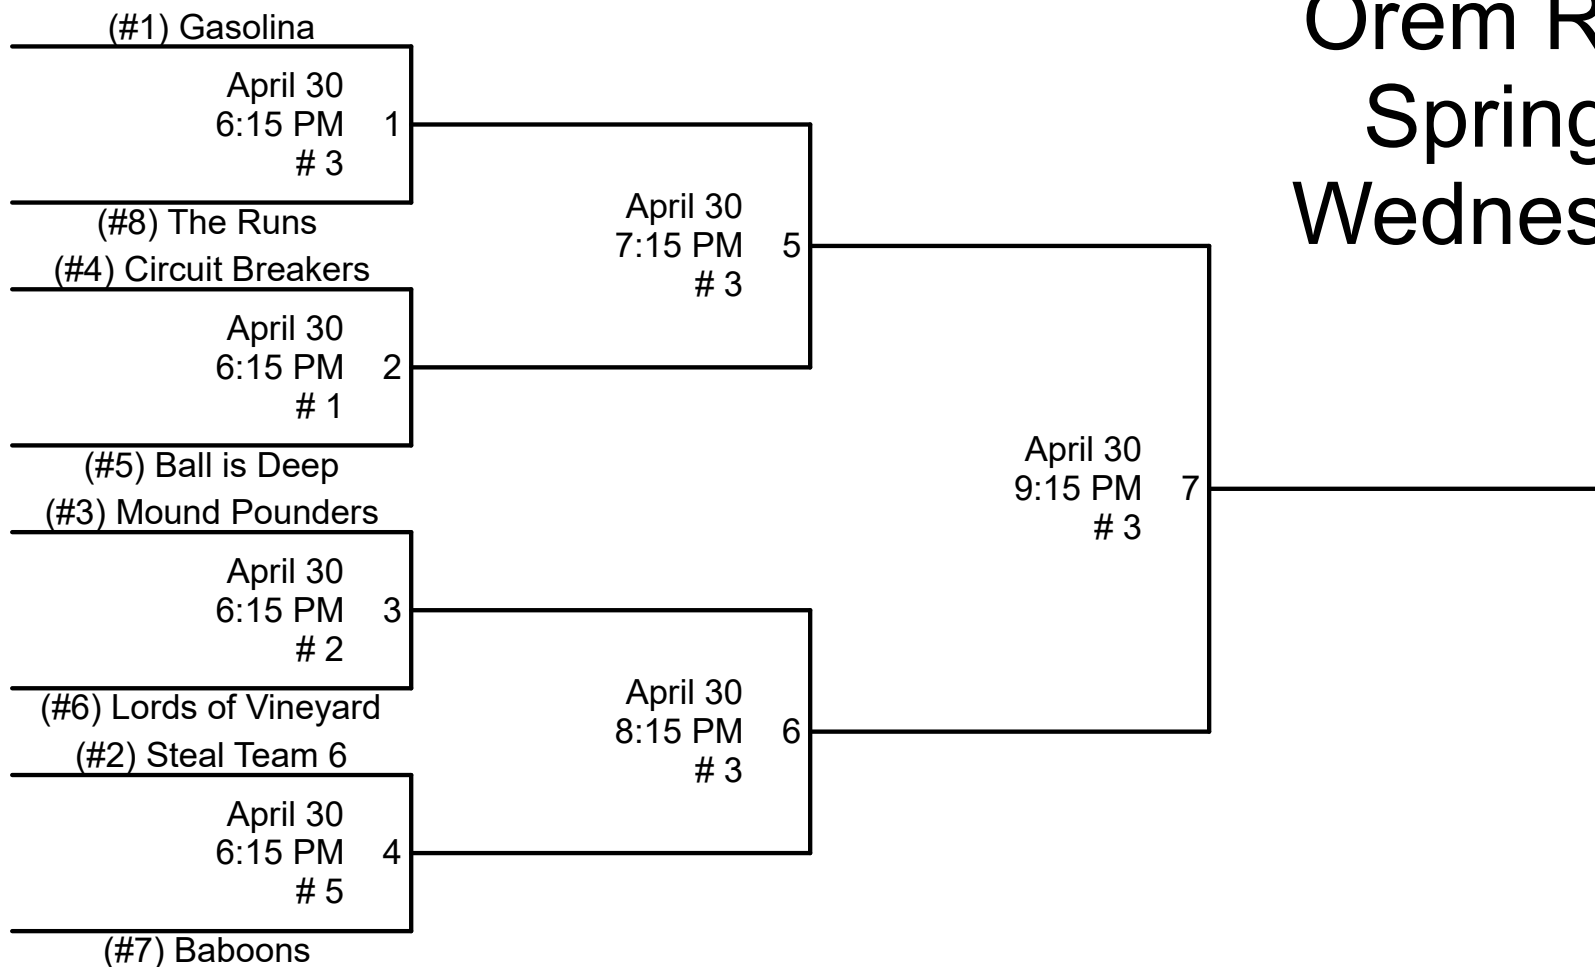 (#1) Gasolina
April 30
6:15 PM 1
# 3
(#8) The Runs
(#4) Circuit Breakers
April 30
6:15 PM 2
# 1
(#5) Ball is Deep
(#3) Mound Pounders
April 30
6:15 PM 3
# 2
(#6) Lords of Vineyard
(#2) Steal Team 6
April 30
6:15 PM 4
# 5
(#7) Baboons
April 30
7:15 PM 5
# 3
April 30
8:15 PM 6
# 3
April 30
9:15 PM 7
# 3
Orem R
Spring
Wednes